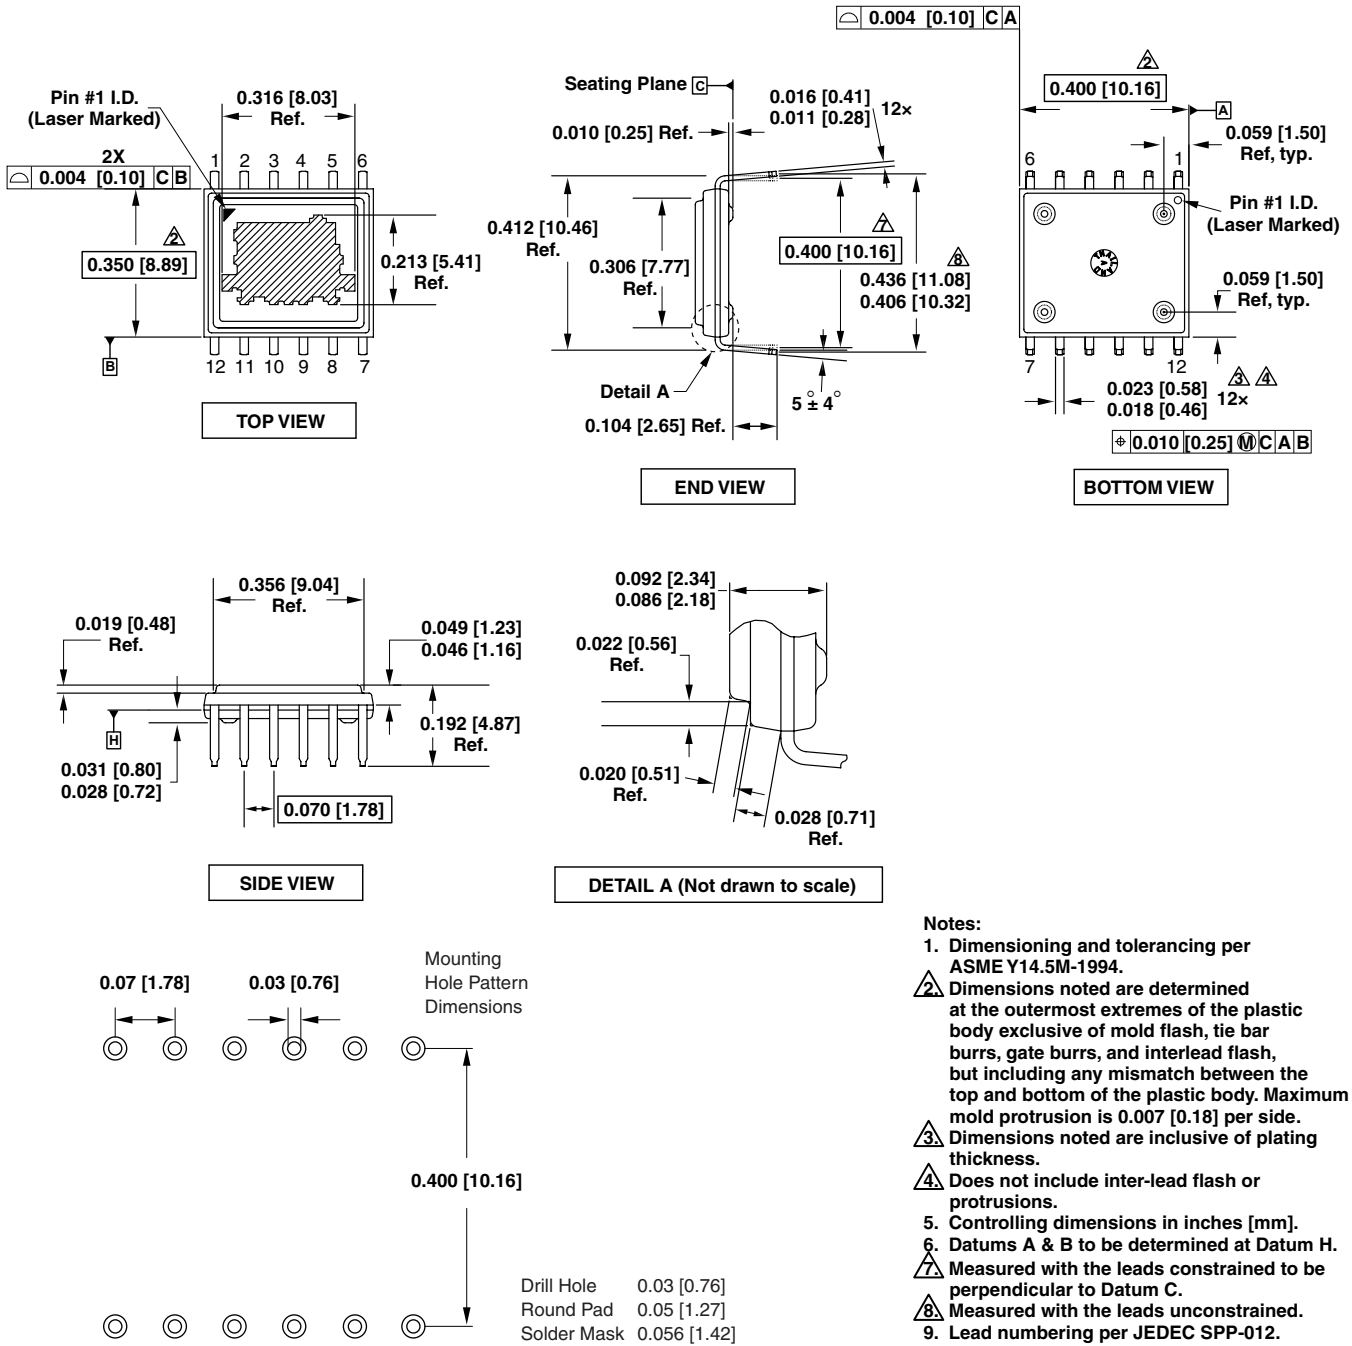 0.004 [0.10] C A
Pin #1 I.D.
(Laser Marked)
0.316 [8.03]
Ref.
2X
0.004 [0.10] C B
1 2 3 4 5 6
2
0.350 [8.89]
0.213 [5.41]
Ref.
B
12 11 10 9 8 7
TOP VIEW
Seating Plane C
0.010 [0.25] Ref.
0.016 [0.41]
0.011 [0.28]
12×
0.412 [10.46]
Ref.
0.306 [7.77]
Ref.
7
0.400 [10.16]
8
0.436 [11.08]
0.406 [10.32]
Detail A
0.104 [2.65] Ref.
5° ± 4°
END VIEW
2
0.400 [10.16]
A
0.059 [1.50]
Ref, typ.
6 1
Pin #1 I.D.
(Laser Marked)
0.059 [1.50]
Ref, typ.
7 12
0.023 [0.58]
0.018 [0.46]
12×
3 4
0.010 [0.25] M C A B
BOTTOM VIEW
0.356 [9.04]
Ref.
0.019 [0.48]
Ref.
0.049 [1.23]
0.046 [1.16]
0.192 [4.87]
Ref.
H
0.031 [0.80]
0.028 [0.72]
0.070 [1.78]
SIDE VIEW
0.092 [2.34]
0.086 [2.18]
0.022 [0.56]
Ref.
0.020 [0.51]
Ref.
0.028 [0.71]
Ref.
DETAIL A (Not drawn to scale)
Mounting
Hole Pattern
Dimensions
0.07 [1.78]
0.03 [0.76]
0.400 [10.16]
Drill Hole 0.03 [0.76]
Round Pad 0.05 [1.27]
Solder Mask 0.056 [1.42]
Notes:
1. Dimensioning and tolerancing per
ASME Y14.5M-1994.
2. Dimensions noted are determined
at the outermost extremes of the plastic
body exclusive of mold flash, tie bar
burrs, gate burrs, and interlead flash,
but including any mismatch between the
top and bottom of the plastic body. Maximum
mold protrusion is 0.007 [0.18] per side.
3. Dimensions noted are inclusive of plating
thickness.
4. Does not include inter-lead flash or
protrusions.
5. Controlling dimensions in inches [mm].
6. Datums A & B to be determined at Datum H.
7. Measured with the leads constrained to be
perpendicular to Datum C.
8. Measured with the leads unconstrained.
9. Lead numbering per JEDEC SPP-012.